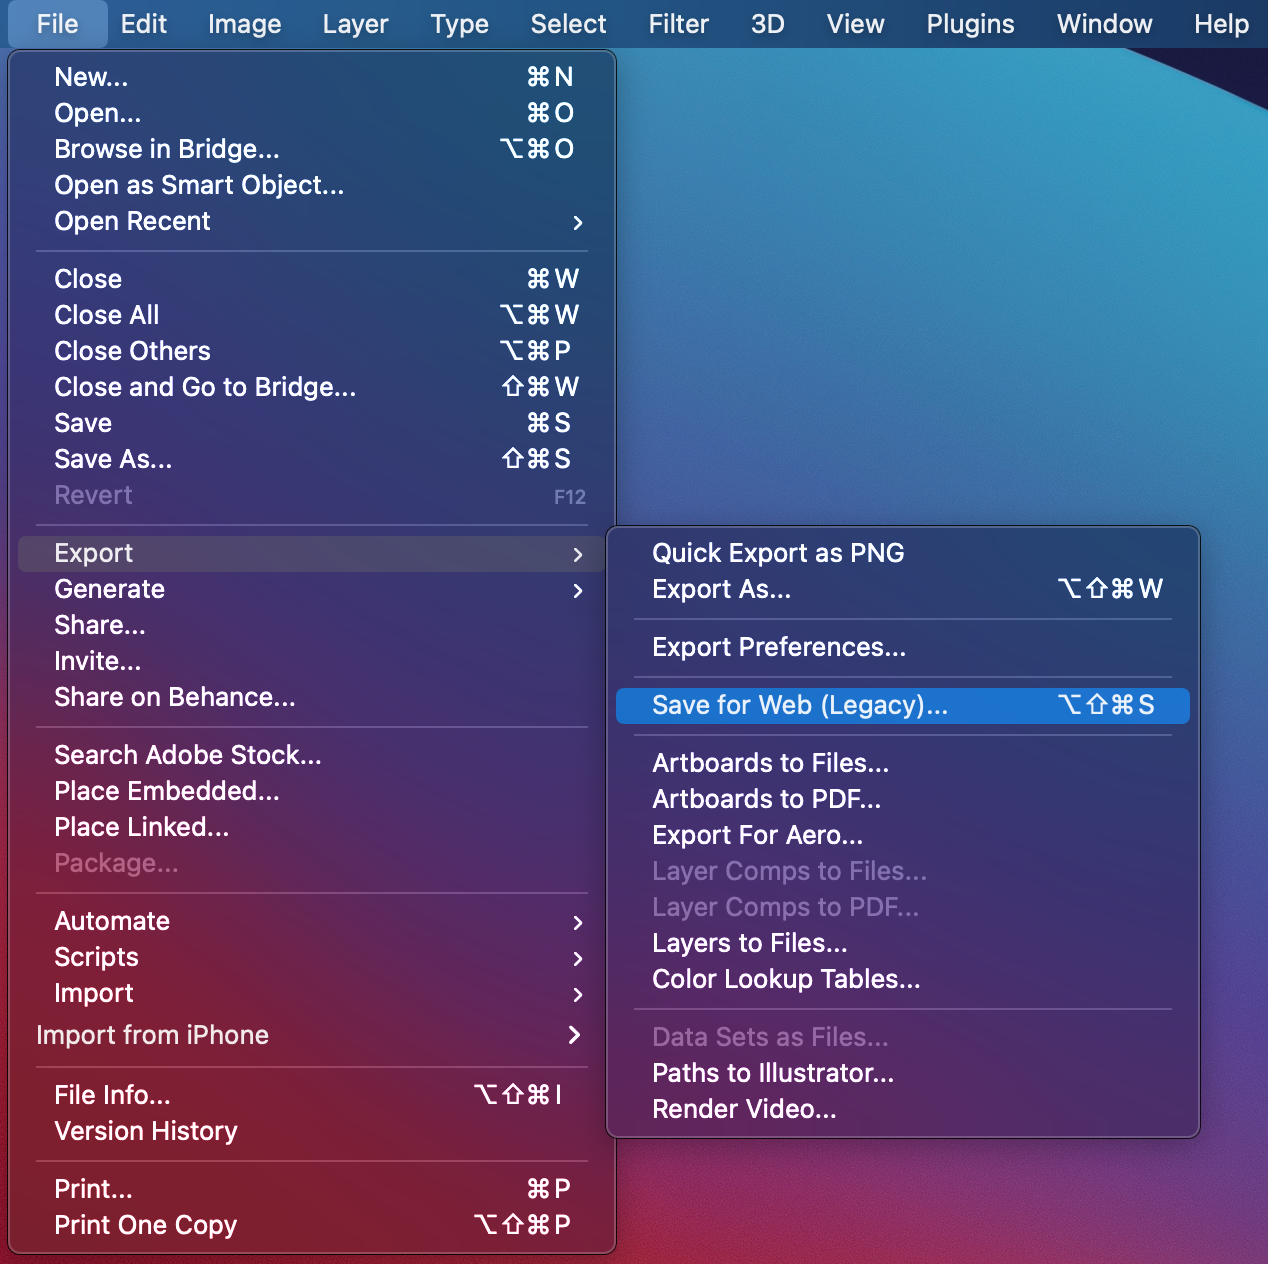 File Edit Image Layer Type Select Filter 3D View Plugins Window Help
New... ⌘N
Open... ⌘O
Browse in Bridge... ⌥⌘O
Open as Smart Object...
Open Recent
Close ⌘W
Close All ⌥⌘W
Close Others ⌥⌘P
Close and Go to Bridge... ⇧⌘W
Save ⌘S
Save As... ⇧⌘S
Revert F12
Export
Generate
Share...
Invite...
Share on Behance...
Search Adobe Stock...
Place Embedded...
Place Linked...
Package...
Automate
Scripts
Import
Import from iPhone
File Info... ⌥⇧⌘I
Version History
Print... ⌘P
Print One Copy ⌥⇧⌘P
Quick Export as PNG
Export As... ⌥⇧⌘W
Export Preferences...
Save for Web (Legacy)... ⌥⇧⌘S
Artboards to Files...
Artboards to PDF...
Export For Aero...
Layer Comps to Files...
Layer Comps to PDF...
Layers to Files...
Color Lookup Tables...
Data Sets as Files...
Paths to Illustrator...
Render Video...